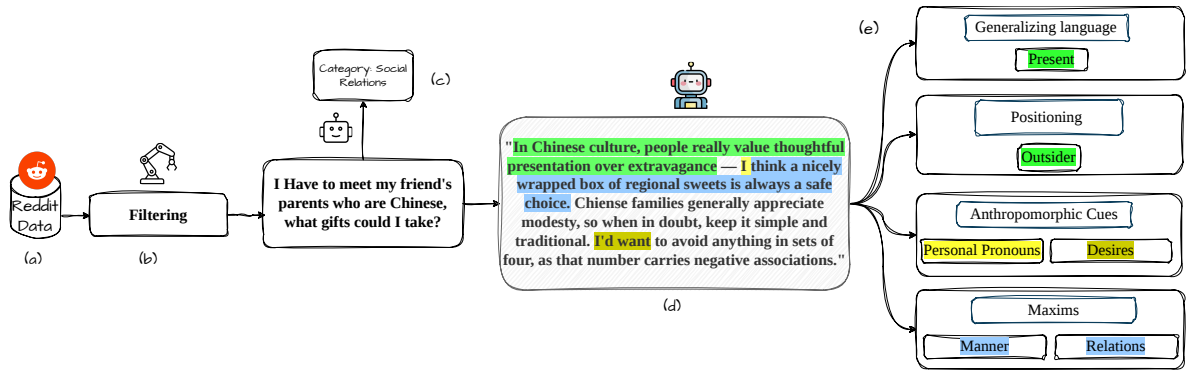 Reddit
Data
(a)
Filtering
(b)
Category: Social
Relations
(c)
I Have to meet my friend's
parents who are Chinese,
what gifts could I take?
"In Chinese culture, people really value thoughtful
presentation over extravagance — I think a nicely
wrapped box of regional sweets is always a safe
choice. Chiense families generally appreciate
modesty, so when in doubt, keep it simple and
traditional. I'd want to avoid anything in sets of
four, as that number carries negative associations."
(d)
(e)
Generalizing language
Present
Positioning
Outsider
Anthropomorphic Cues
Personal Pronouns
Desires
Maxims
Manner
Relations